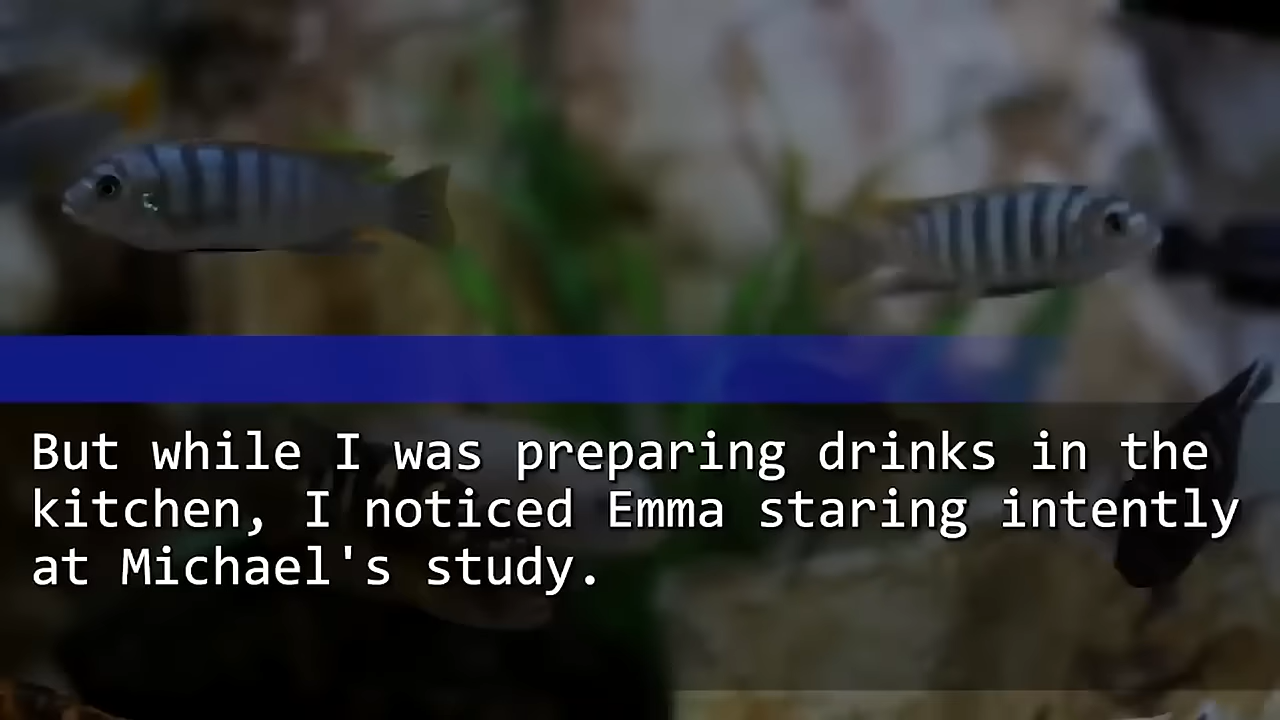 But while I was preparing drinks in the
kitchen, I noticed Emma staring intently
at Michael's study.